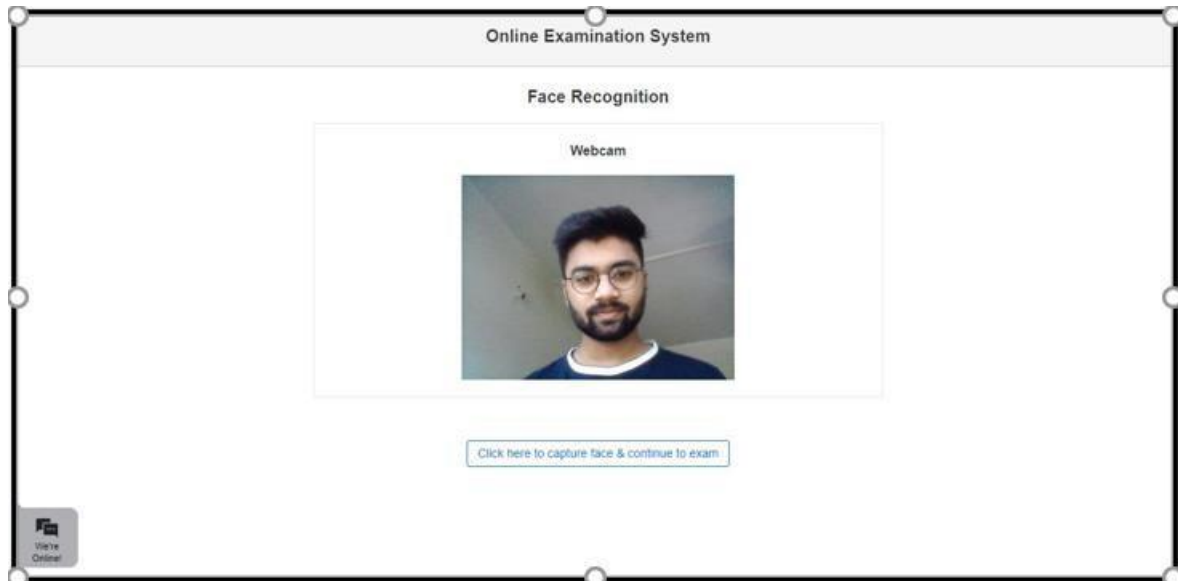 Online Examination System
Face Recognition
Webcam
Click here to capture face & continue to exam
We're
Online!